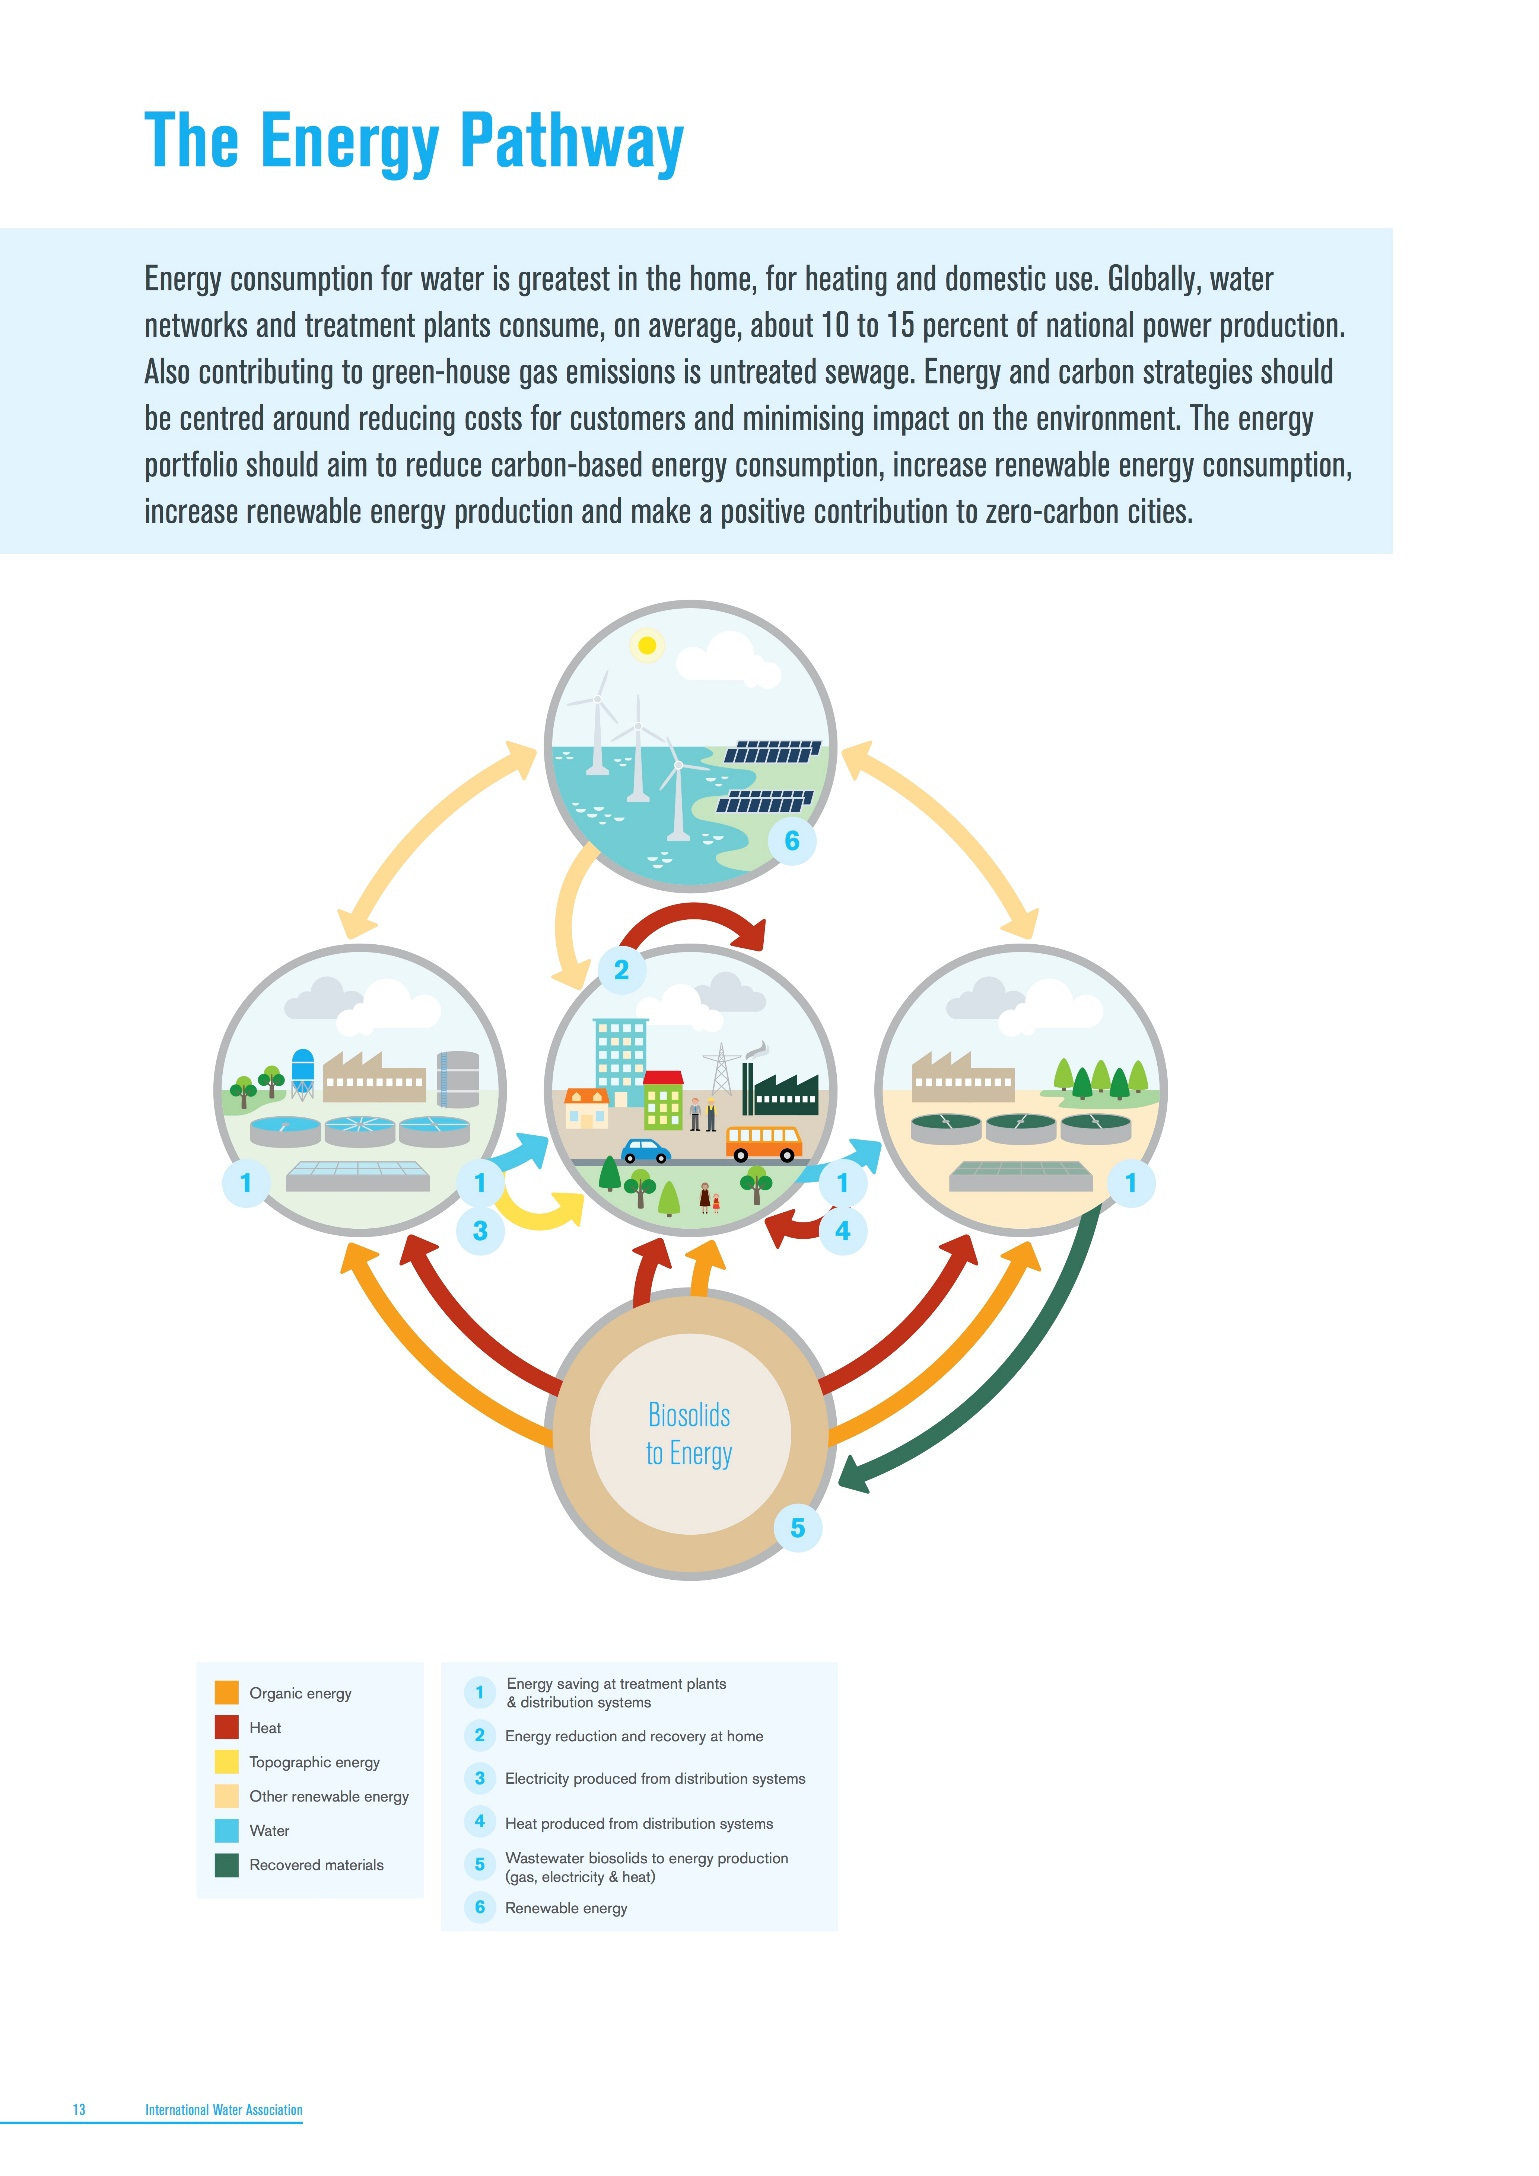 The Energy Pathway
Energy consumption for water is greatest in the home, for heating and domestic use. Globally, water
networks and treatment plants consume, on average, about 10 to 15 percent of national power production.
Also contributing to green-house gas emissions is untreated sewage. Energy and carbon strategies should
be centred around reducing costs for customers and minimising impact on the environment. The energy
portfolio should aim to reduce carbon-based energy consumption, increase renewable energy consumption,
increase renewable energy production and make a positive contribution to zero-carbon cities.
6
2
1
1
3
1
4
1
Biosolids
to Energy
5
Organic energy
Heat
Topographic energy
Other renewable energy
Water
Recovered materials
1 Energy saving at treatment plants
& distribution systems
2 Energy reduction and recovery at home
3 Electricity produced from distribution systems
4 Heat produced from distribution systems
5 Wastewater biosolids to energy production
(gas, electricity & heat)
6 Renewable energy
13 International Water Association